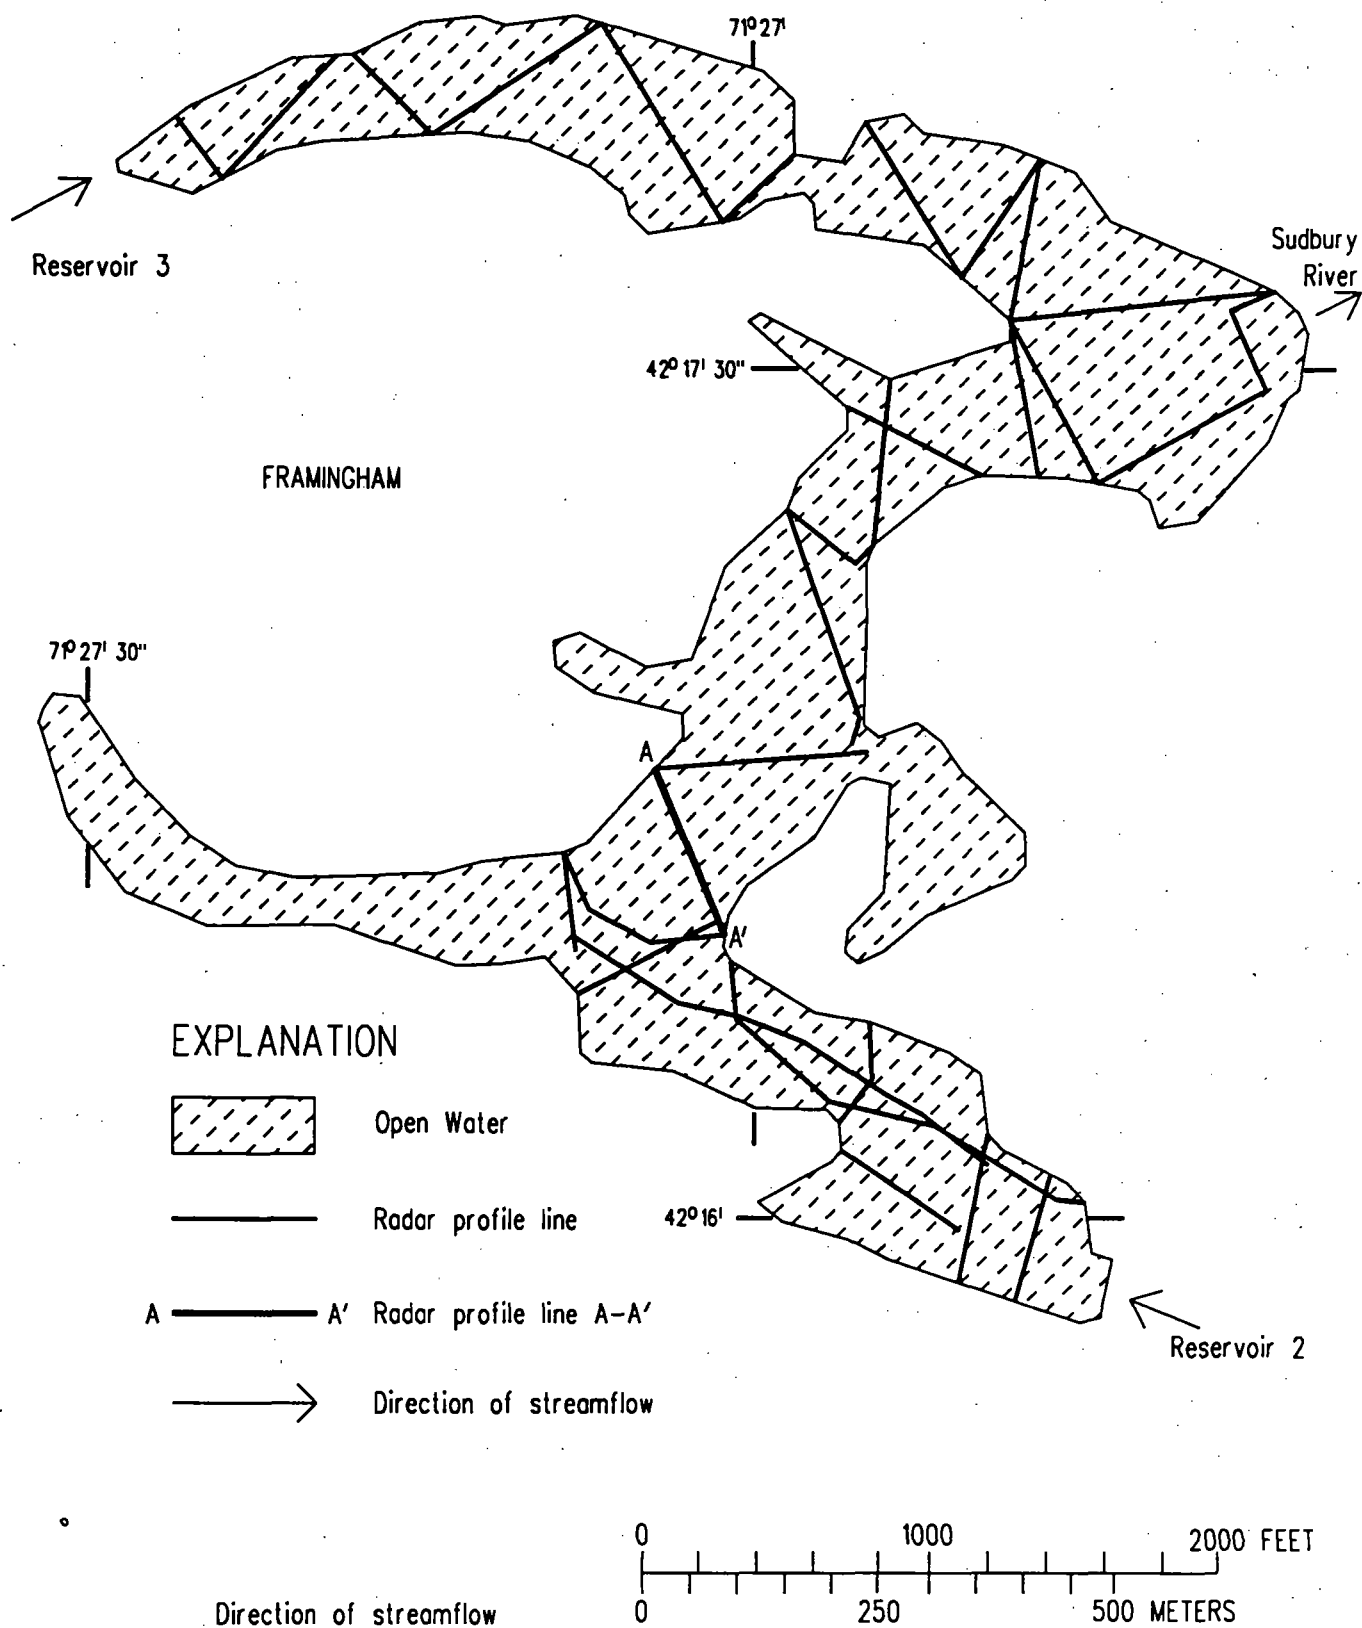 71° 27'
Sudbury
River
Reservoir 3
42° 17' 30"
FRAMINGHAM
71° 27' 30"
A
A'
EXPLANATION
Open Water
Radar profile line
42° 16'
A A' Radar profile line A-A'
Reservoir 2
Direction of streamflow
0 1000 2000 FEET
0 250 500 METERS
Direction of streamflow